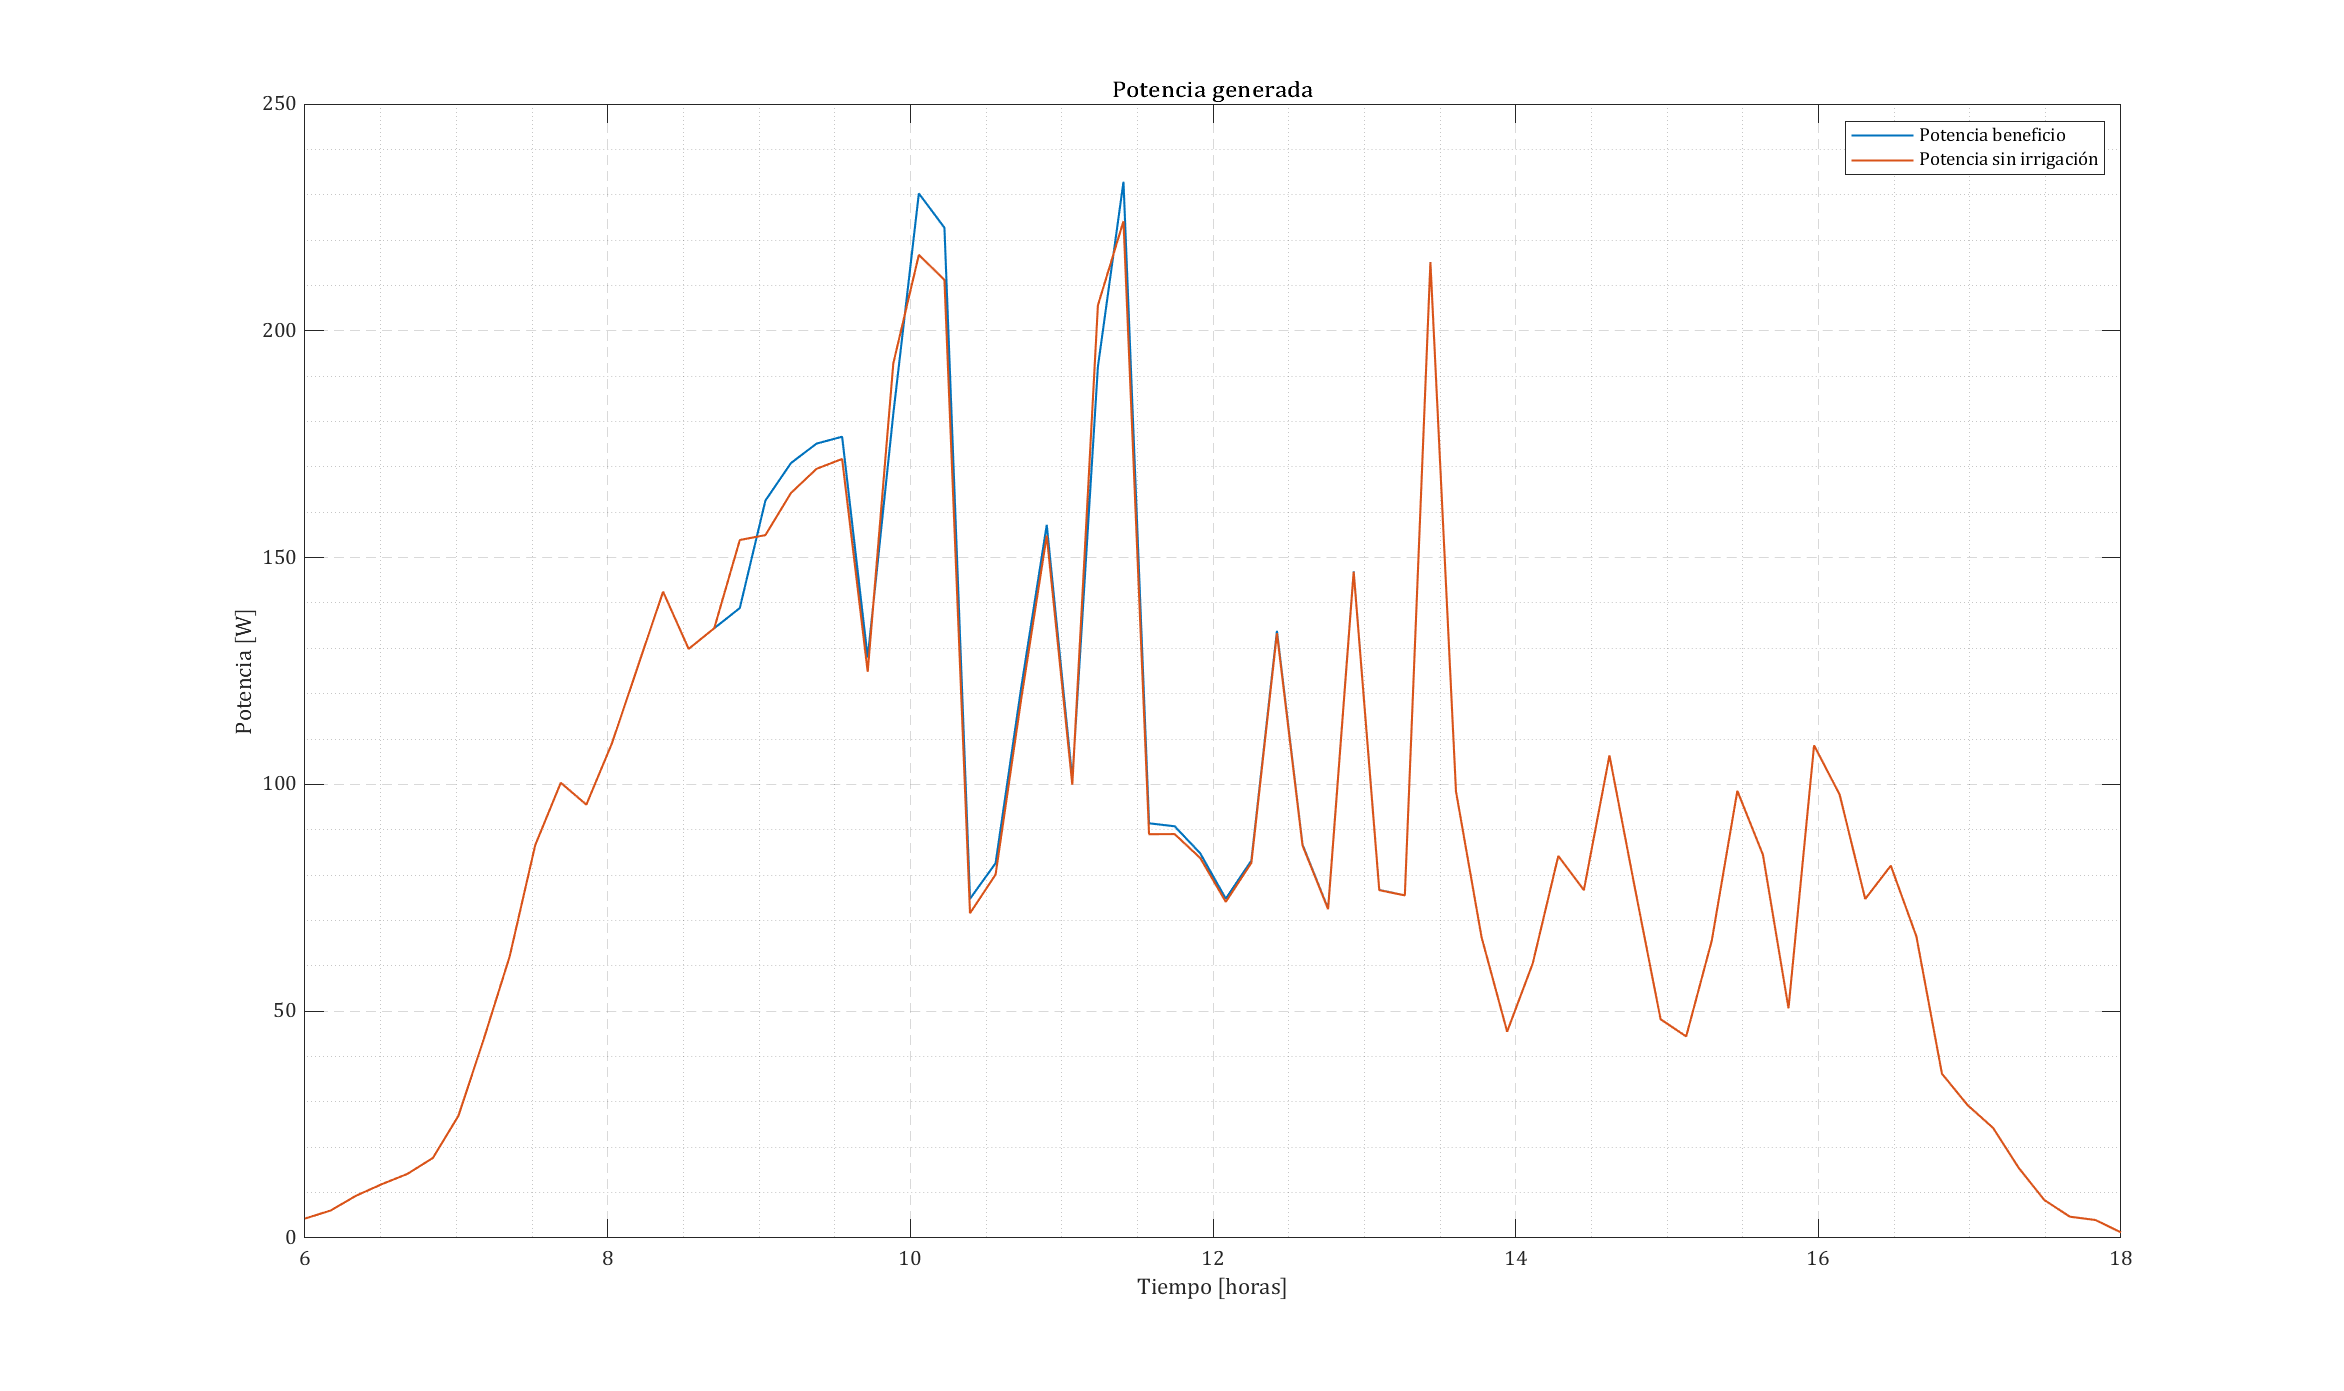 Potencia generada
250
200
150
100
50
0
Potencia [W]
Potencia beneficio
Potencia sin irrigación
6 8 10 12 14 16 18
Tiempo [horas]